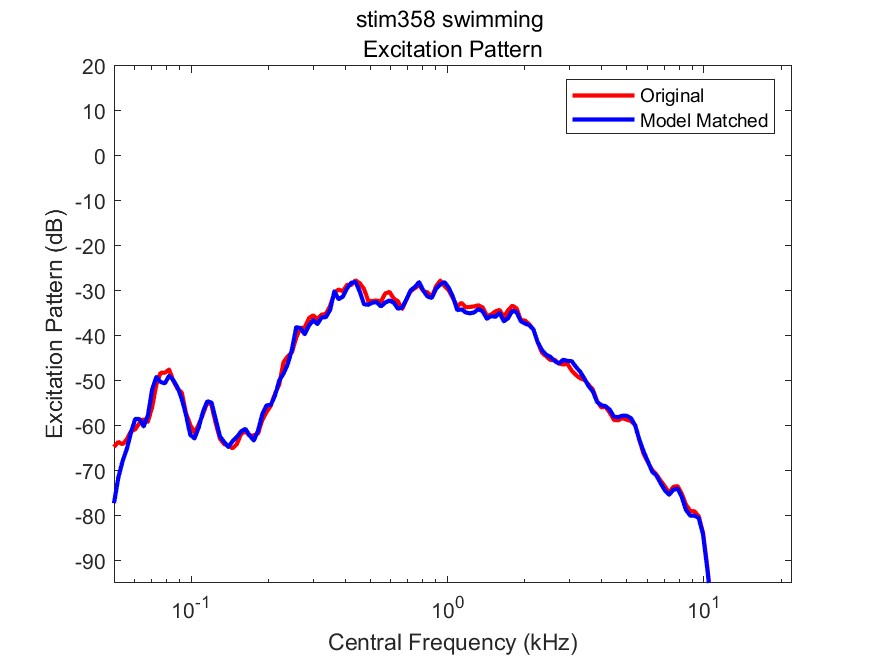 stim358 swimming
Excitation Pattern
20
10
0
-10
-20
-30
-40
-50
-60
-70
-80
-90
Excitation Pattern (dB)
Original
Model Matched
10-1
100
101
Central Frequency (kHz)